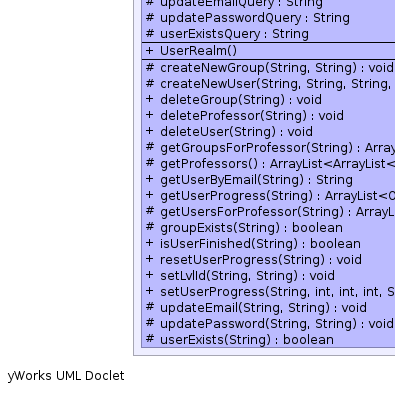 # updateEmailQuery : String
# updatePasswordQuery : String
# userExistsQuery : String
+ UserRealm()
# createNewGroup(String, String) : void
# createNewUser(String, String, String,
+ deleteGroup(String) : void
+ deleteProfessor(String) : void
+ deleteUser(String) : void
# getGroupsForProfessor(String) : Array
# getProfessors() : ArrayList<ArrayList<
+ getUserByEmail(String) : String
+ getUserProgress(String) : ArrayList<
# getUsersForProfessor(String) : ArrayL
# groupExists(String) : boolean
+ isUserFinished(String) : boolean
+ resetUserProgress(String) : void
+ setLvlId(String, String) : void
+ setUserProgress(String, int, int, int, S
# updateEmail(String, String) : void
# updatePassword(String, String) : void
# userExists(String) : boolean
yWorks UML Doclet